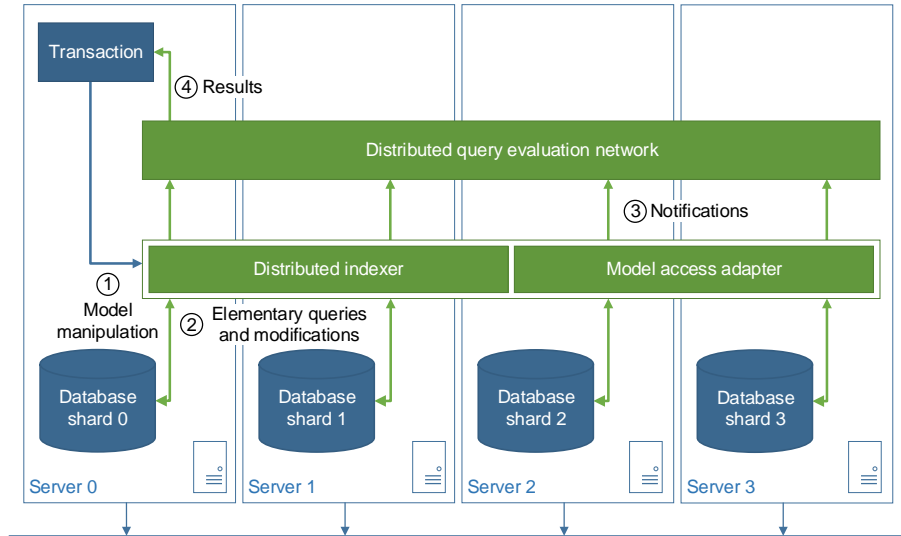 Transaction
④ Results
Distributed query evaluation network
③ Notifications
Distributed indexer
Model access adapter
①
Model
manipulation
② Elementary queries
and modifications
Database
shard 0
Database
shard 1
Database
shard 2
Database
shard 3
Server 0
Server 1
Server 2
Server 3